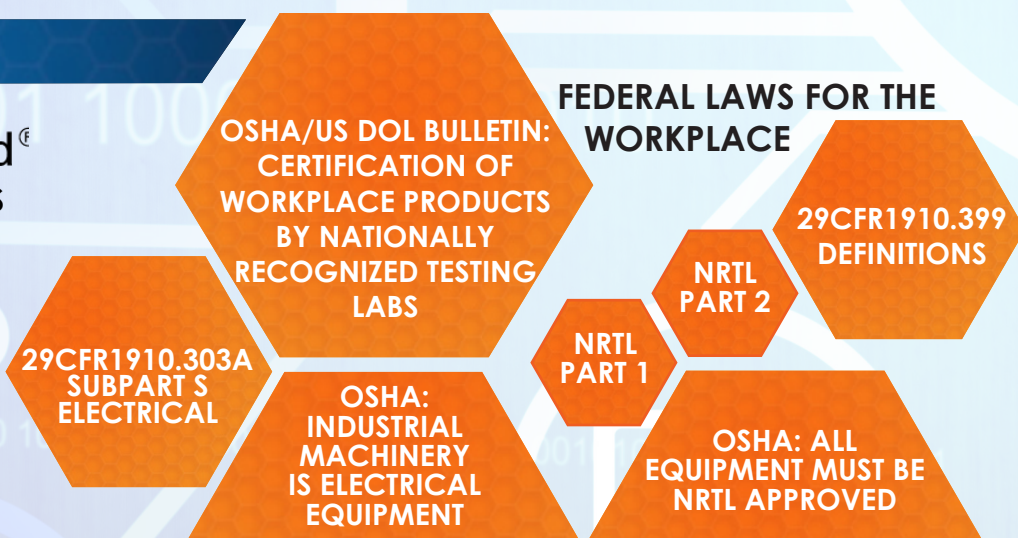 FEDERAL LAWS FOR THE
WORKPLACE
OSHA/US DOL BULLETIN:
CERTIFICATION OF
WORKPLACE PRODUCTS
BY NATIONALLY
RECOGNIZED TESTING
LABS
29CFR1910.399
DEFINITIONS
NRTL
PART 2
NRTL
PART 1
29CFR1910.303A
SUBPART S
ELECTRICAL
OSHA:
INDUSTRIAL
MACHINERY
IS ELECTRICAL
EQUIPMENT
OSHA: ALL
EQUIPMENT MUST BE
NRTL APPROVED